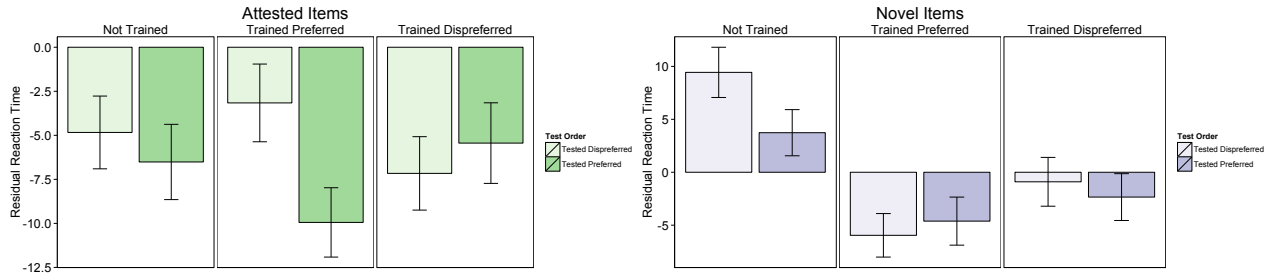 Attested Items
Not Trained
Trained Preferred
Trained Dispreferred
Residual Reaction Time
0.0
-2.5
-5.0
-7.5
-10.0
-12.5
Test Order
Tested Dispreferred
Tested Preferred
Novel Items
Not Trained
Trained Preferred
Trained Dispreferred
Residual Reaction Time
10
5
0
-5
Test Order
Tested Dispreferred
Tested Preferred